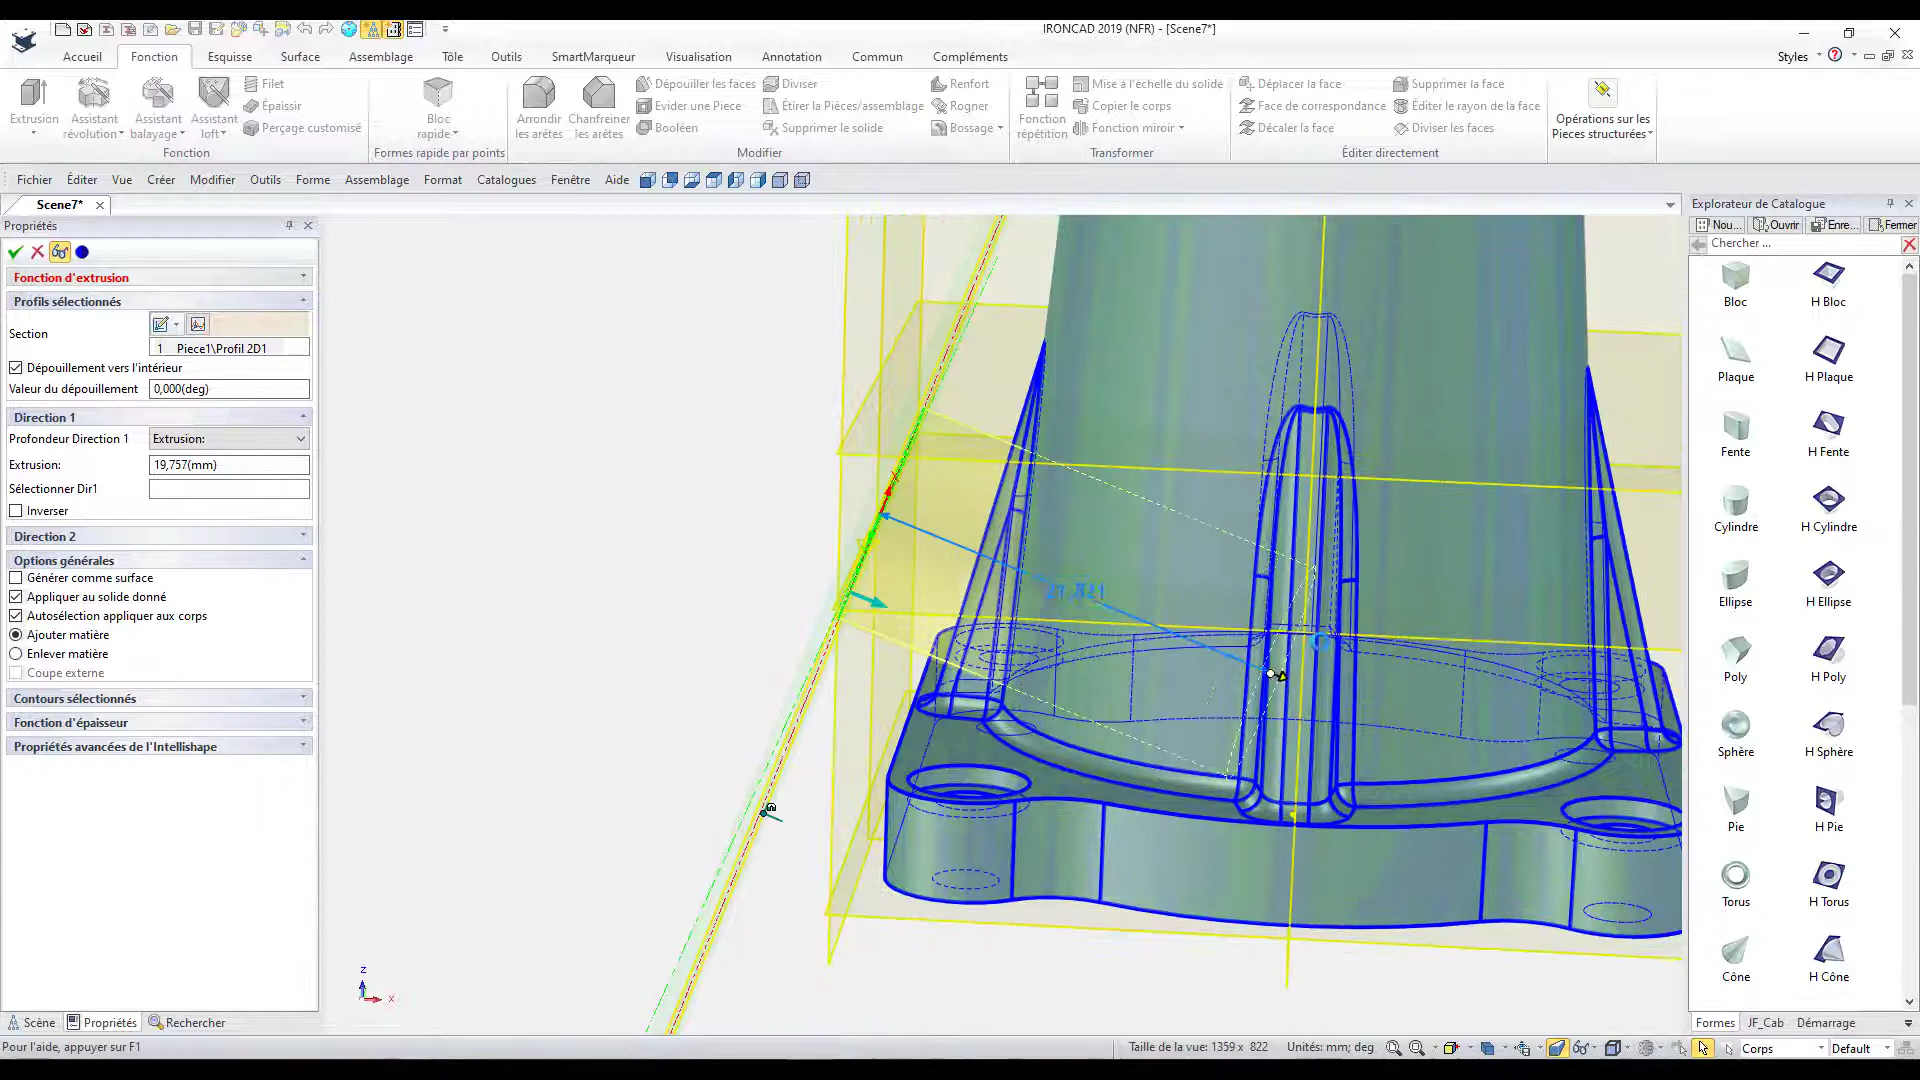 IRONCAD 2019 (NFR) - [Scene7*]
Accueil Fonction Esquisse Surface Assemblage Tôle Outils SmartMarqueur Visualisation Annotation Commun Compléments Styles
Extrusion
Assistant révolution
Assistant balayage
Assistant loft
Filet
Épaissir
Perçage customisé
Fonction
Bloc rapide
Formes rapide par points
Arrondir les arêtes
Chanfreiner les arêtes
Dépouiller les faces
Evider une Pièce
Booléen
Diviser
Étirer la Pièces/assemblage
Supprimer le solide
Renfort
Rogner
Bossage
Modifier
Fonction répétition
Mise à l'échelle du solide
Copier le corps
Fonction miroir
Transformer
Déplacer la face
Face de correspondance
Décaler la face
Supprimer la face
Éditer le rayon de la face
Diviser les faces
Éditer directement
Opérations sur les Pieces structurées
Fichier Éditer Vue Créer Modifier Outils Forme Assemblage Format Catalogues Fenêtre Aide
Scene7*
Propriétés
Fonction d'extrusion
Profils sélectionnés
Section
1 Piece1\Profil 2D1
Dépouillement vers l'intérieur
Valeur du dépouillement 0,000(deg)
Direction 1
Profondeur Direction 1 Extrusion:
Extrusion: 19,757(mm)
Sélectionner Dir1
Inverser
Direction 2
Options générales
Générer comme surface
Appliquer au solide donné
Autosélection appliquer aux corps
Ajouter matière
Enlever matière
Coupe externe
Contours sélectionnés
Fonction d'épaisseur
Propriétés avancées de l'Intellishape
Scène Propriétés Rechercher
z
x
Explorateur de Catalogue
Nou... Ouvrir Enre... Fermer
Chercher ...
Bloc H Bloc
Plaque H Plaque
Fente H Fente
Cylindre H Cylindre
Ellipse H Ellipse
Poly H Poly
Sphère H Sphère
Pie H Pie
Torus H Torus
Cône H Cône
Formes JF_Cab Démarrage
Pour l'aide, appuyer sur F1
Taille de la vue: 1359 x 822 Unités: mm; deg Corps Default